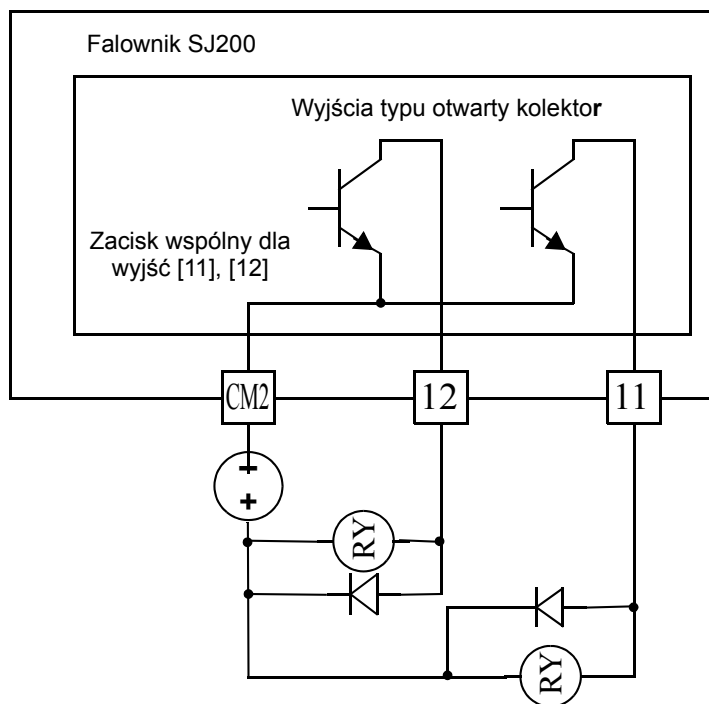 Falownik SJ200
Wyjścia typu otwarty kolektor
Zacisk wspólny dla
wyjść [11], [12]
CM2
12
11
+
RY
RY